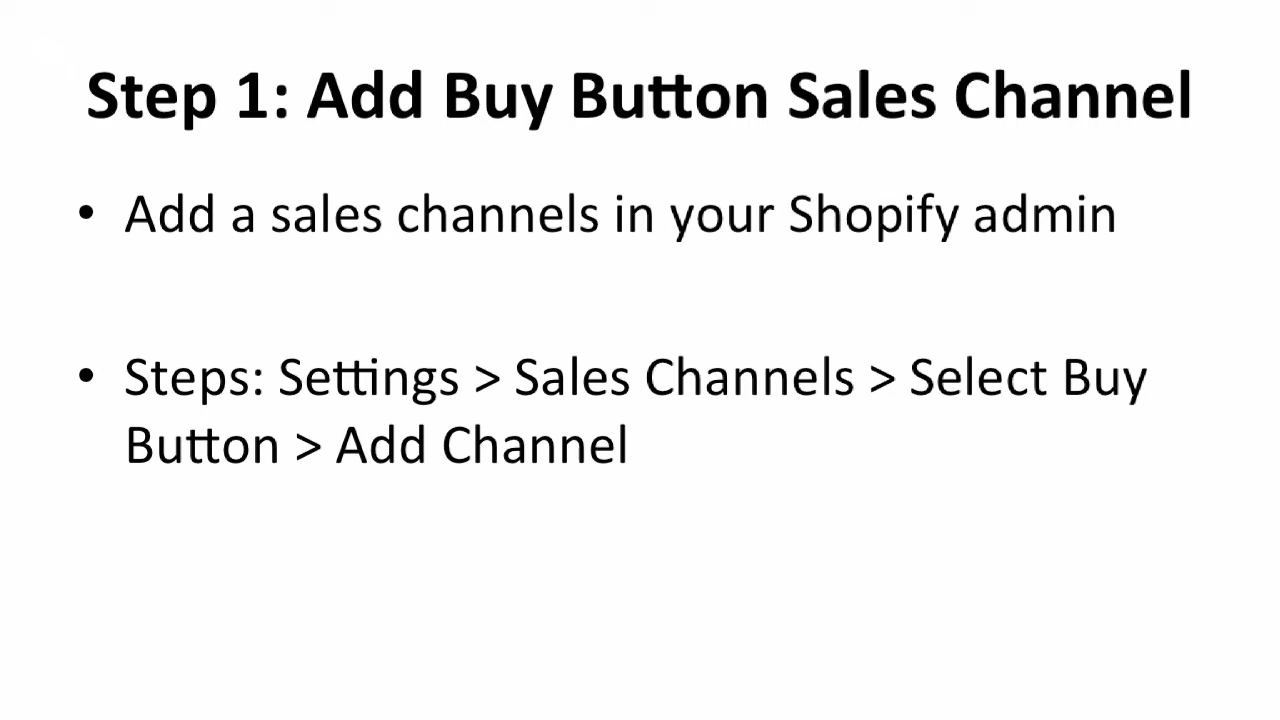 Step 1: Add Buy Button Sales Channel
• Add a sales channels in your Shopify admin
• Steps: Settings > Sales Channels > Select Buy
Button > Add Channel